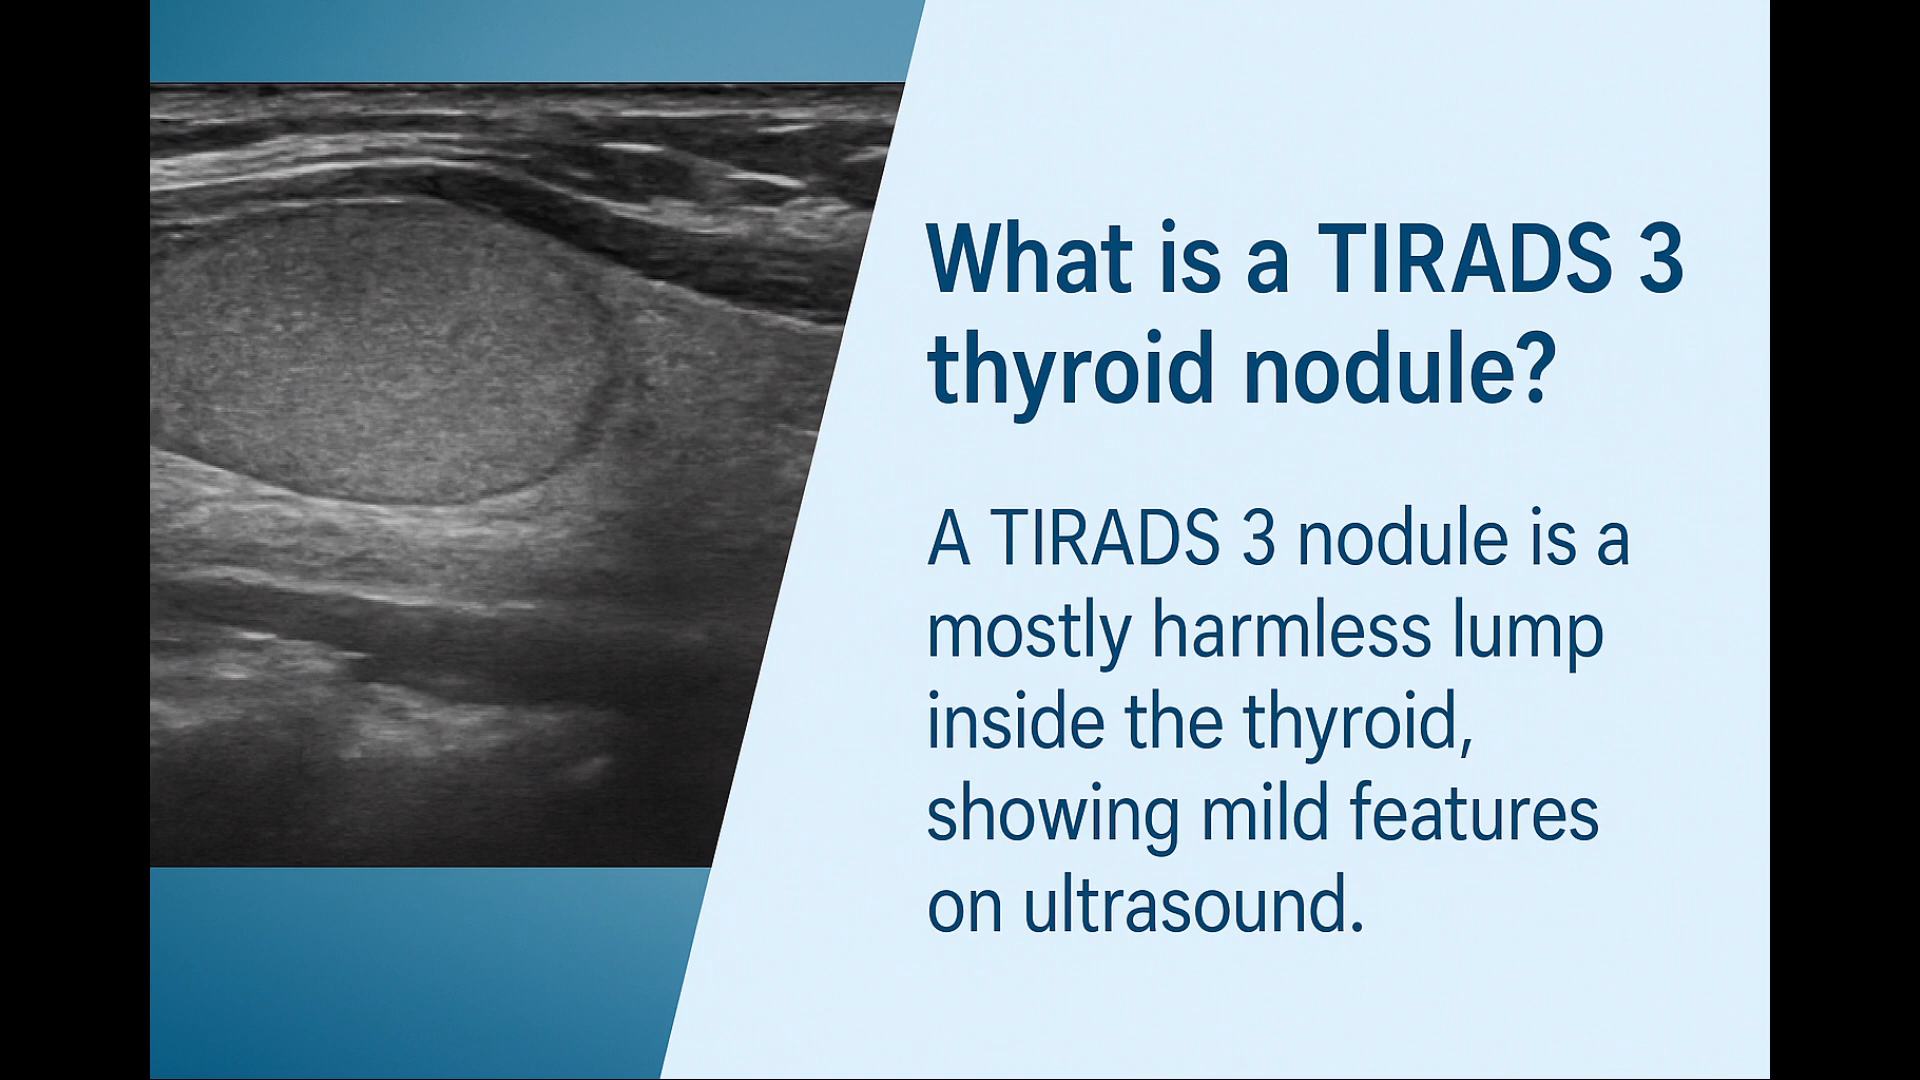 What is a TIRADS 3
thyroid nodule?
A TIRADS 3 nodule is a
mostly harmless lump
inside the thyroid,
showing mild features
on ultrasound.